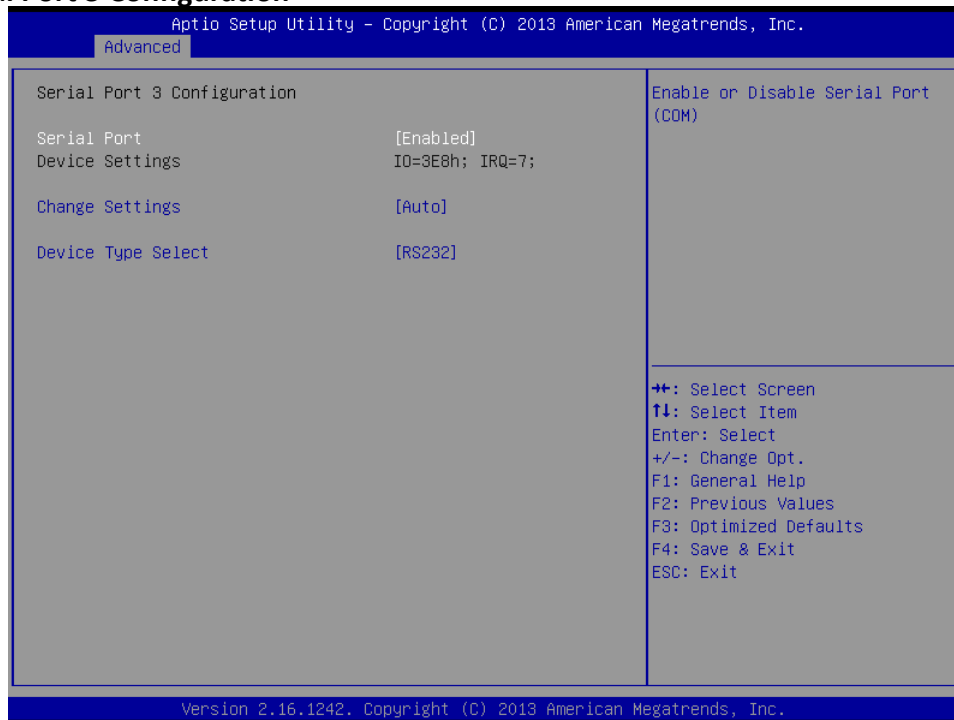 Port 3 Configuration
Aptio Setup Utility – Copyright (C) 2013 American Megatrends, Inc.
Advanced
Serial Port 3 Configuration
Serial Port [Enabled]
Device Settings IO=3E8h; IRQ=7;
Change Settings [Auto]
Device Type Select [RS232]
Enable or Disable Serial Port
(COM)
→←: Select Screen
↑↓: Select Item
Enter: Select
+/-: Change Opt.
F1: General Help
F2: Previous Values
F3: Optimized Defaults
F4: Save & Exit
ESC: Exit
Version 2.16.1242. Copyright (C) 2013 American Megatrends, Inc.